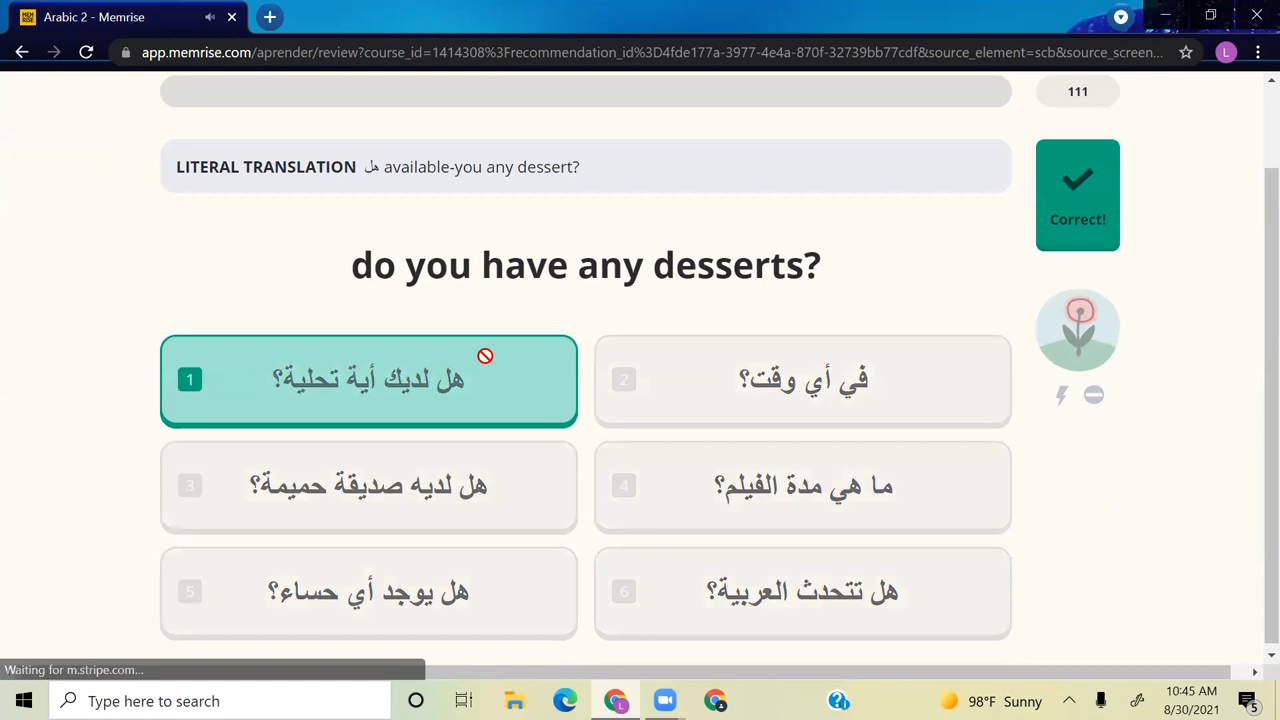 Arabic 2 - Memrise
app.memrise.com/aprender/review?course_id=1414308%3Frecommendation_id%3D4fde177a-3977-4e4a-870f-32739bb77cdf&source_element=scb&source_screen...
L
111
LITERAL TRANSLATION هل available-you any dessert?
Correct!
do you have any desserts?
1 هل لديك أية تحلية؟
2 في أي وقت؟
3 هل لديه صديقة حميمة؟
4 ما هي مدة الفيلم؟
5 هل يوجد أي حساء؟
6 هل تتحدث العربية؟
Waiting for m.stripe.com...
Type here to search
98°F Sunny
10:45 AM
8/30/2021
5